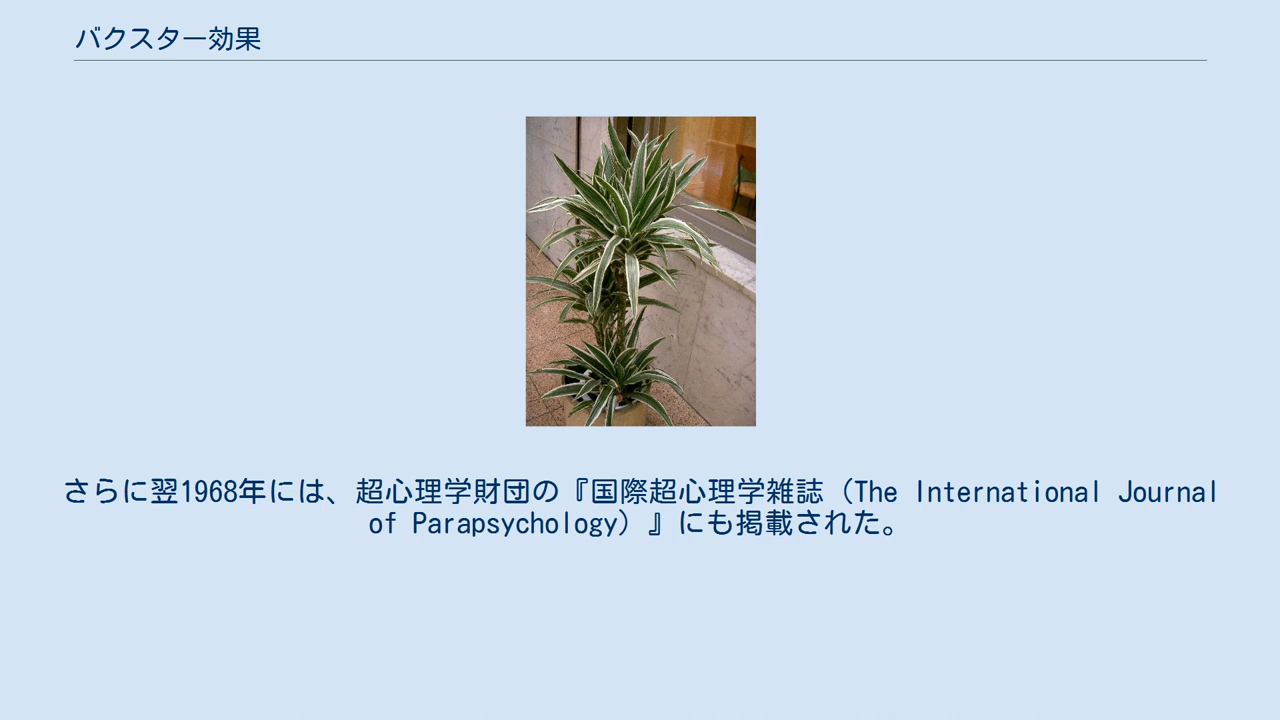 バクスター効果
さらに翌1968年には、超心理学財団の『国際超心理学雑誌（The International Journal
of Parapsychology）』にも掲載された。